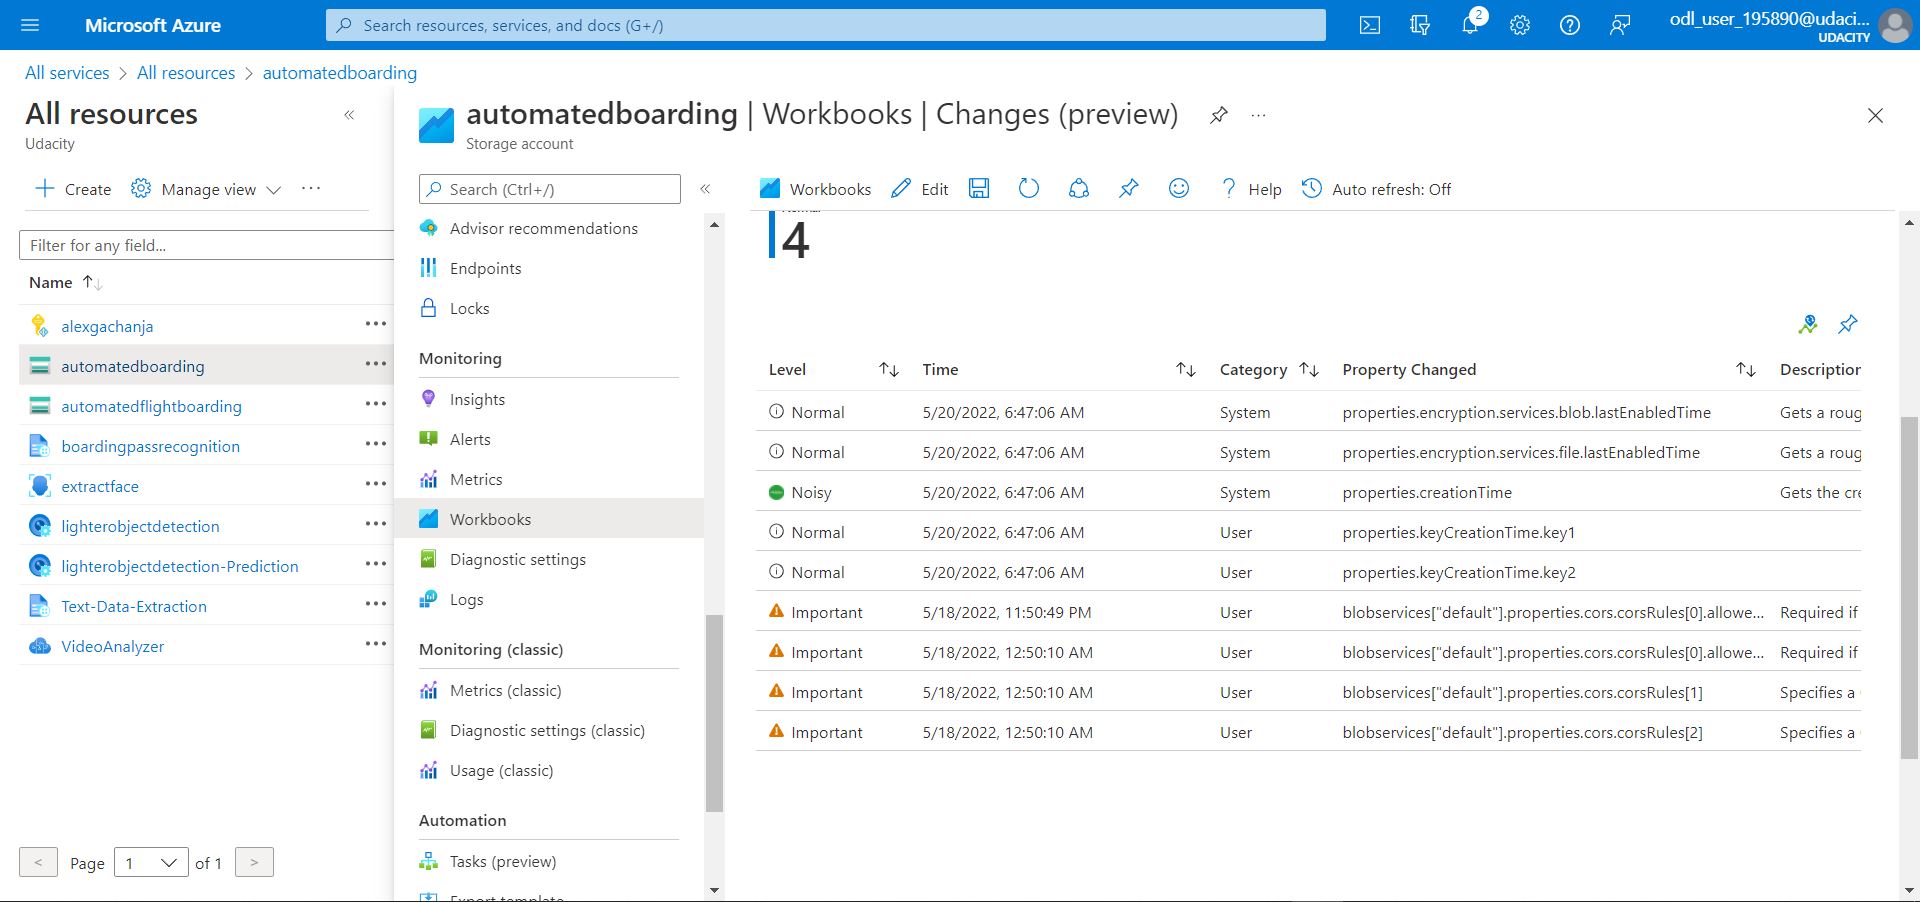 Microsoft Azure
Search resources, services, and docs (G+/)
2
odl_user_195890@udaci...
UDACITY
All services > All resources > automatedboarding
All resources
Udacity
Create
Manage view
Filter for any field...
Name
alexgachanja
automatedboarding
automatedflightboarding
boardingpassrecognition
extractface
lighterobjectdetection
lighterobjectdetection-Prediction
Text-Data-Extraction
VideoAnalyzer
< Page 1 of 1 >
automatedboarding | Workbooks | Changes (preview)
Storage account
Search (Ctrl+/)
Advisor recommendations
Endpoints
Locks
Monitoring
Insights
Alerts
Metrics
Workbooks
Diagnostic settings
Logs
Monitoring (classic)
Metrics (classic)
Diagnostic settings (classic)
Usage (classic)
Automation
Tasks (preview)
Export template
Workbooks Edit ? Help Auto refresh: Off
4
Level Time Category Property Changed Description
Normal 5/20/2022, 6:47:06 AM System properties.encryption.services.blob.lastEnabledTime Gets a roug
Normal 5/20/2022, 6:47:06 AM System properties.encryption.services.file.lastEnabledTime Gets a roug
Noisy 5/20/2022, 6:47:06 AM System properties.creationTime Gets the cre
Normal 5/20/2022, 6:47:06 AM User properties.keyCreationTime.key1
Normal 5/20/2022, 6:47:06 AM User properties.keyCreationTime.key2
Important 5/18/2022, 11:50:49 PM User blobservices["default"].properties.cors.corsRules[0].allowe... Required if
Important 5/18/2022, 12:50:10 AM User blobservices["default"].properties.cors.corsRules[0].allowe... Required if
Important 5/18/2022, 12:50:10 AM User blobservices["default"].properties.cors.corsRules[1] Specifies a
Important 5/18/2022, 12:50:10 AM User blobservices["default"].properties.cors.corsRules[2] Specifies a